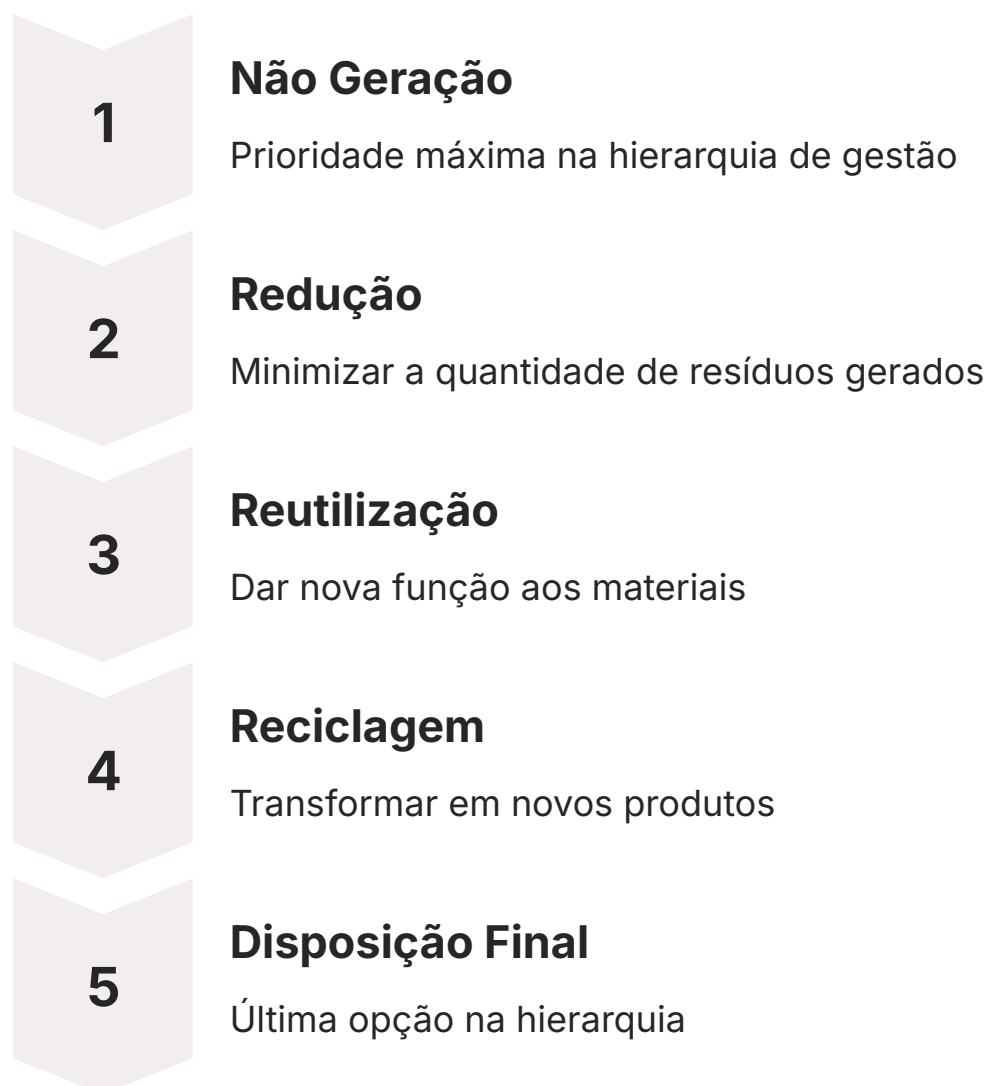 1
Não Geração
Prioridade máxima na hierarquia de gestão
2
Redução
Minimizar a quantidade de resíduos gerados
3
Reutilização
Dar nova função aos materiais
4
Reciclagem
Transformar em novos produtos
5
Disposição Final
Última opção na hierarquia